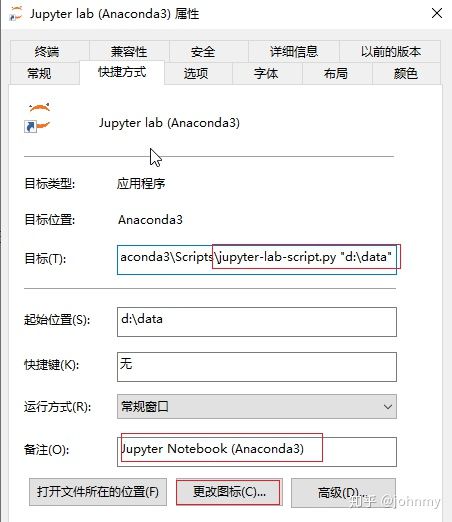 Jupyter lab (Anaconda3) 属性
终端 兼容性 安全 详细信息 以前的版本
常规 快捷方式 选项 字体 布局 颜色
Jupyter lab (Anaconda3)
目标类型: 应用程序
目标位置: Anaconda3
目标(T): aconda3\Scripts\jupyter-lab-script.py "d:\data"
起始位置(S): d:\data
快捷键(K): 无
运行方式(R): 常规窗口
备注(O): Jupyter Notebook (Anaconda3)
打开文件所在的位置(F) 更改图标(C)... 高级(D)...
知乎 @johnmy